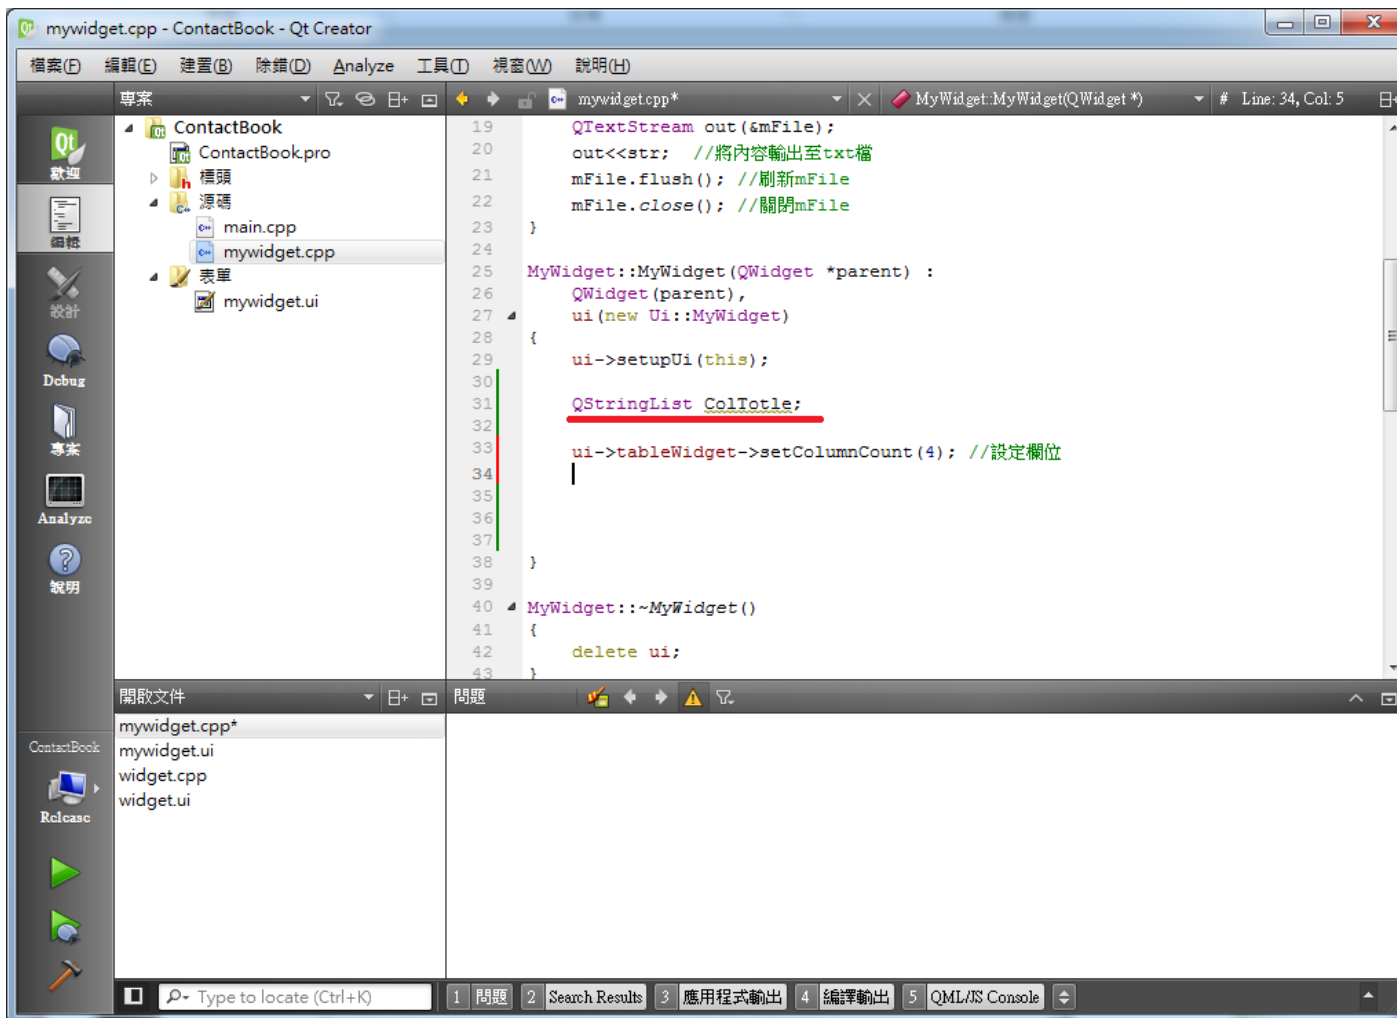 mywidget.cpp - ContactBook - Qt Creator
檔案(F) 編輯(E) 建置(B) 除錯(D) Analyze 工具(T) 視窗(W) 說明(H)
專案
mywidget.cpp*
MyWidget::MyWidget(QWidget *)
# Line: 34, Col: 5
歡迎
編輯
設計
Debug
專案
Analyze
說明
ContactBook
Release
ContactBook
ContactBook.pro
標頭
源碼
main.cpp
mywidget.cpp
表單
mywidget.ui
19 QTextStream out(&mFile);
20 out<<str; //將內容輸出至txt檔
21 mFile.flush(); //刷新mFile
22 mFile.close(); //關閉mFile
23 }
24
25 MyWidget::MyWidget(QWidget *parent) :
26 QWidget(parent),
27 ui(new Ui::MyWidget)
28 {
29 ui->setupUi(this);
30
31 QStringList ColTotle;
32
33 ui->tableWidget->setColumnCount(4); //設定欄位
34
35
36
37
38 }
39
40 MyWidget::~MyWidget()
41 {
42 delete ui;
43 }
開啟文件
mywidget.cpp*
mywidget.ui
widget.cpp
widget.ui
問題
Type to locate (Ctrl+K)
1 問題 2 Search Results 3 應用程式輸出 4 編譯輸出 5 QML/JS Console